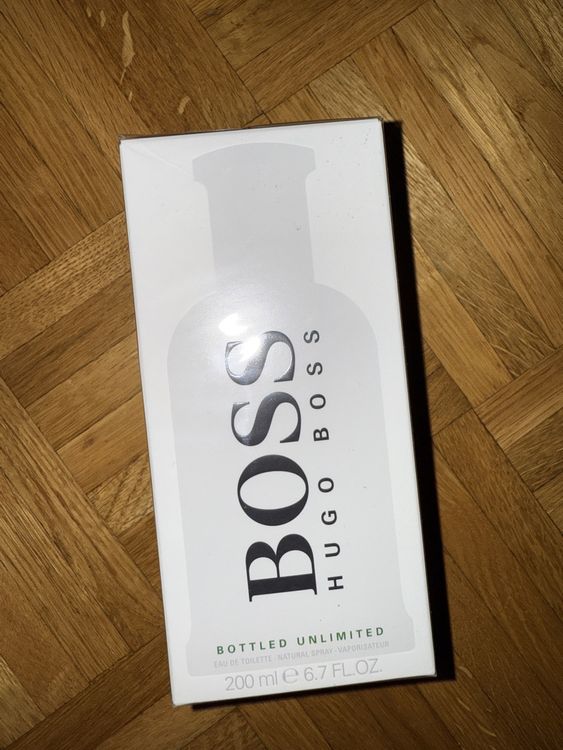 BOSS
HUGO BOSS
BOTTLED UNLIMITED
EAU DE TOILETTE · NATURAL SPRAY · VAPORISATEUR
200 ml ℮ 6.7 FL.OZ.